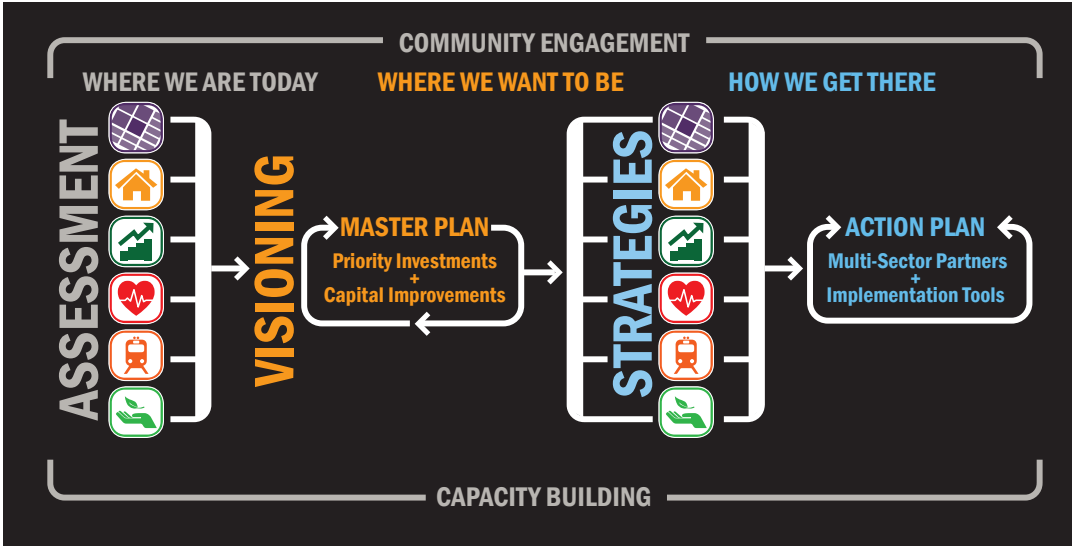 COMMUNITY ENGAGEMENT
WHERE WE ARE TODAY
WHERE WE WANT TO BE
HOW WE GET THERE
ASSESSMENT
VISIONING
MASTER PLAN
Priority Investments
+
Capital Improvements
STRATEGIES
ACTION PLAN
Multi-Sector Partners
+
Implementation Tools
CAPACITY BUILDING